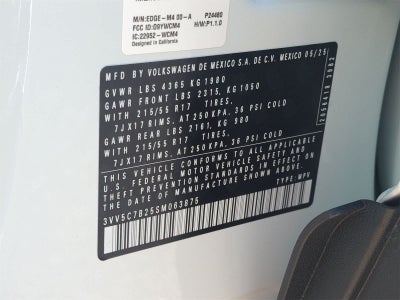 M/N:EDGE-M4 00-A P24480
FCC ID:O9YWCM4 H/W:P1.1.0
IC:22952-WCM4
Designed in California
MFD BY VOLKSWAGEN DE MEXICO S.A. DE C.V. MEXICO 05/25
GVWR LBS 4365 KG 1980
GAWR FRONT LBS 2315, KG 1050
WITH 215/55 R17 TIRES,
7JX17 RIMS, AT 250KPA, 36 PSI COLD
GAWR REAR LBS 2161, KG 980,
WITH 215/55 R17 TIRES,
7JX17 RIMS, AT 250KPA, 36 PSI COLD
THIS VEHICLE CONFORMS TO ALL APPLICABLE
U.S. FEDERAL MOTOR VEHICLE SAFETY AND
THEFT PREVENTION STANDARDS IN EFFECT ON
THE DATE OF MANUFACTURE SHOWN ABOVE.
3VV5C7B25SM063875 TYPE:MPV